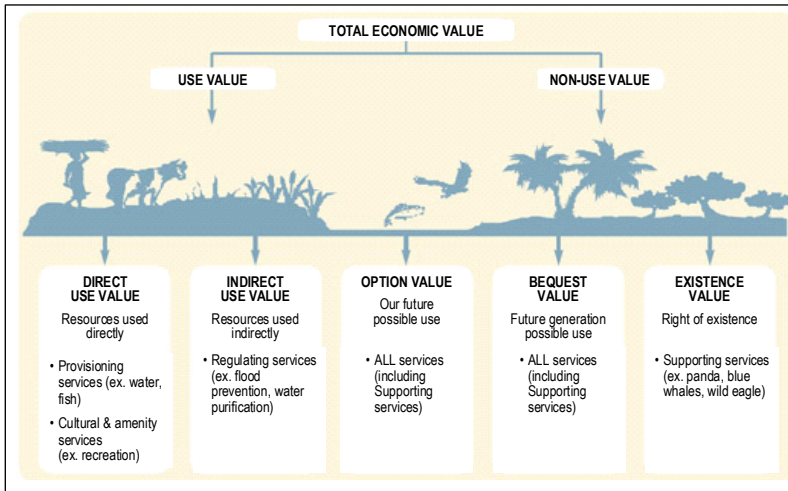 TOTAL ECONOMIC VALUE
USE VALUE
NON-USE VALUE
DIRECT
USE VALUE
Resources used
directly
• Provisioning
services (ex. water,
fish)
• Cultural & amenity
services
(ex. recreation)
INDIRECT
USE VALUE
Resources used
indirectly
• Regulating services
(ex. flood
prevention, water
purification)
OPTION VALUE
Our future
possible use
• ALL services
(including
Supporting
services)
BEQUEST
VALUE
Future generation
possible use
• ALL services
(including
Supporting
services)
EXISTENCE
VALUE
Right of existence
• Supporting services
(ex. panda, blue
whales, wild eagle)